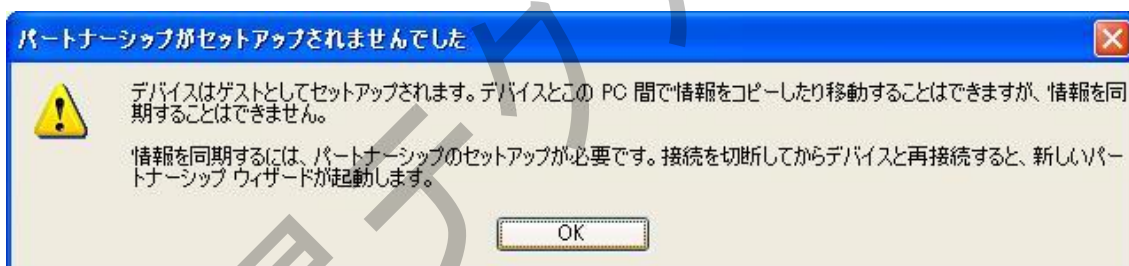 パートナーシップがセットアップされませんでした
デバイスはゲストとしてセットアップされます。デバイスとこの PC 間で情報をコピーしたり移動することはできますが、情報を同
期することはできません。
情報を同期するには、パートナーシップのセットアップが必要です。接続を切断してからデバイスと再接続すると、新しいパー
トナーシップ ウィザードが起動します。
OK